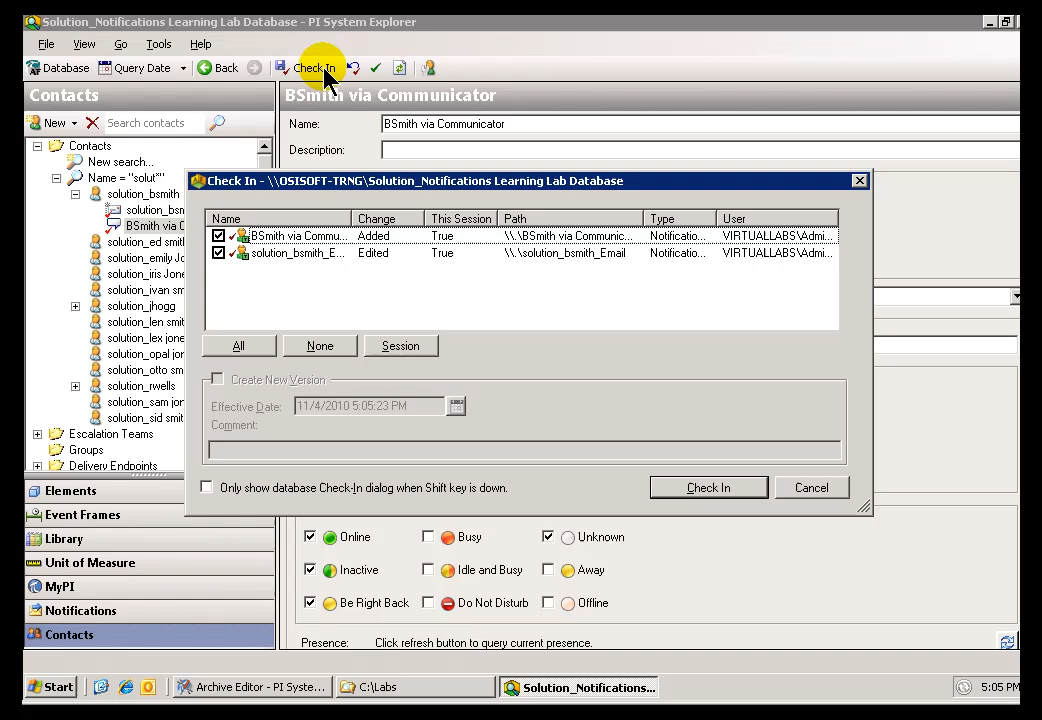 Solution_Notifications Learning Lab Database - PI System Explorer
File View Go Tools Help
Database Query Date Back Check In
Contacts
BSmith via Communicator
New Search contacts
Name: BSmith via Communicator
Description:
Contacts
New search...
Name = "solut*"
solution_bsmith
solution_bsn
BSmith via C
solution_ed smit
solution_emily Jo
solution_iris Jone
solution_ivan sm
solution_jhogg
solution_len smit
solution_lex jone
solution_opal jor
solution_otto sm
solution_rwells
solution_sam jor
solution_sid smit
Escalation Teams
Groups
Delivery Endpoints
Check In - \\OSISOFT-TRNG\Solution_Notifications Learning Lab Database
Name Change This Session Path Type User
BSmith via Commu... Added True \\.\BSmith via Communic... Notificatio... VIRTUALLABS\Admi...
solution_bsmith_E... Edited True \\.\solution_bsmith_Email Notificatio... VIRTUALLABS\Admi...
All None Session
Create New Version
Effective Date: 11/4/2010 5:05:23 PM
Comment:
Only show database Check-In dialog when Shift key is down.
Check In Cancel
Elements
Event Frames
Library
Unit of Measure
MyPI
Notifications
Contacts
Online Busy Unknown
Inactive Idle and Busy Away
Be Right Back Do Not Disturb Offline
Presence: Click refresh button to query current presence.
Start Archive Editor - PI Syste... C:\Labs Solution_Notifications... 5:05 PM